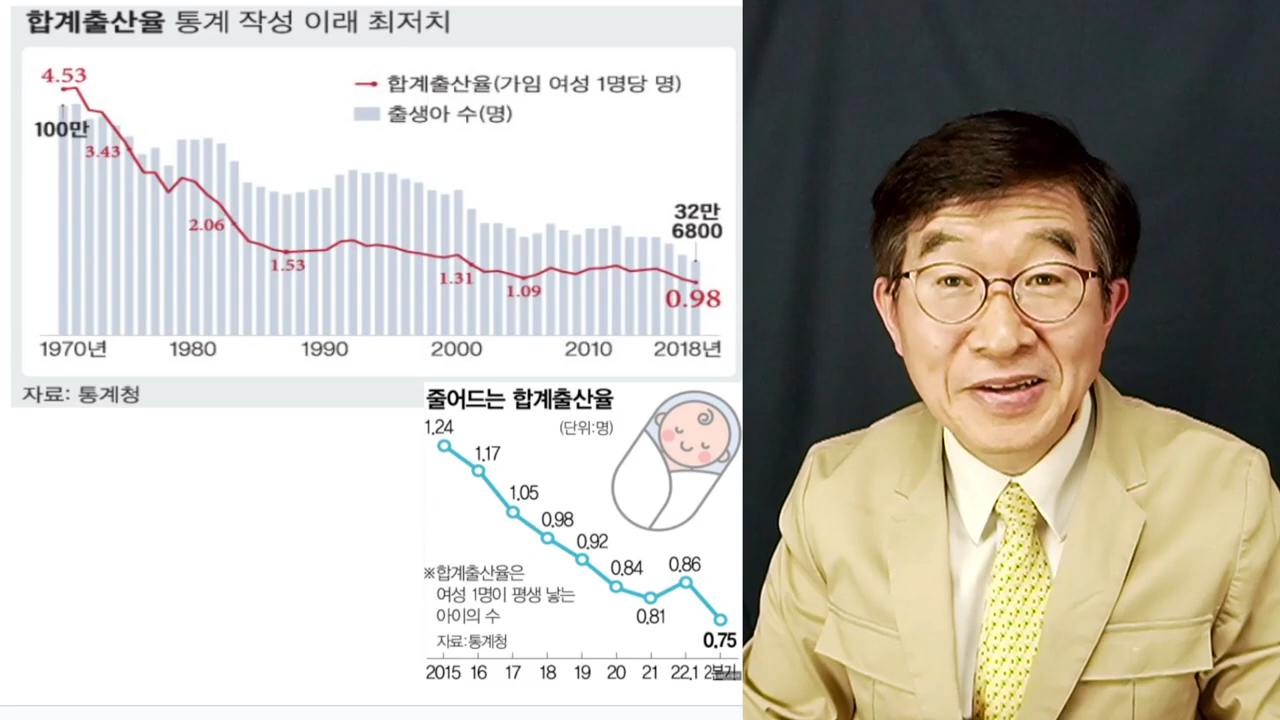 합계출산율 통계 작성 이래 최저치
4.53
합계출산율(가임 여성 1명당 명)
출생아 수(명)
100만
3.43
2.06
1.53
1.31
1.09
32만
6800
0.98
1970년 1980 1990 2000 2010 2018년
자료: 통계청
줄어드는 합계출산율
(단위:명)
1.24
1.17
1.05
0.98
0.92
0.84
0.81
0.86
0.75
※합계출산율은
여성 1명이 평생 낳는
아이의 수
자료:통계청
2015 16 17 18 19 20 21 22.1 2분기